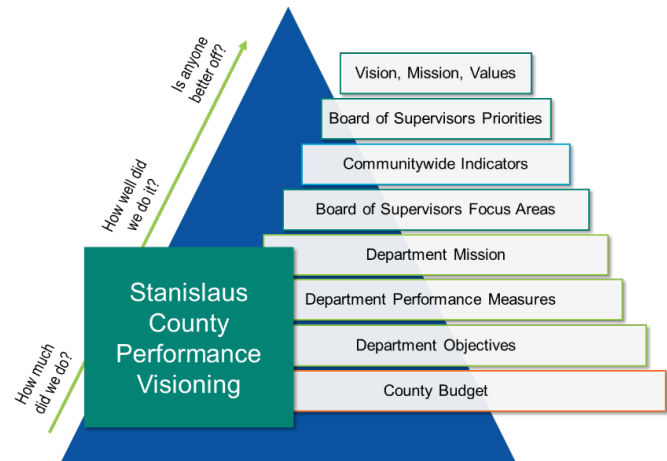 Is anyone
better off?
How well did
we do it?
How much
did we do?
Stanislaus
County
Performance
Visioning
Vision, Mission, Values
Board of Supervisors Priorities
Communitywide Indicators
Board of Supervisors Focus Areas
Department Mission
Department Performance Measures
Department Objectives
County Budget